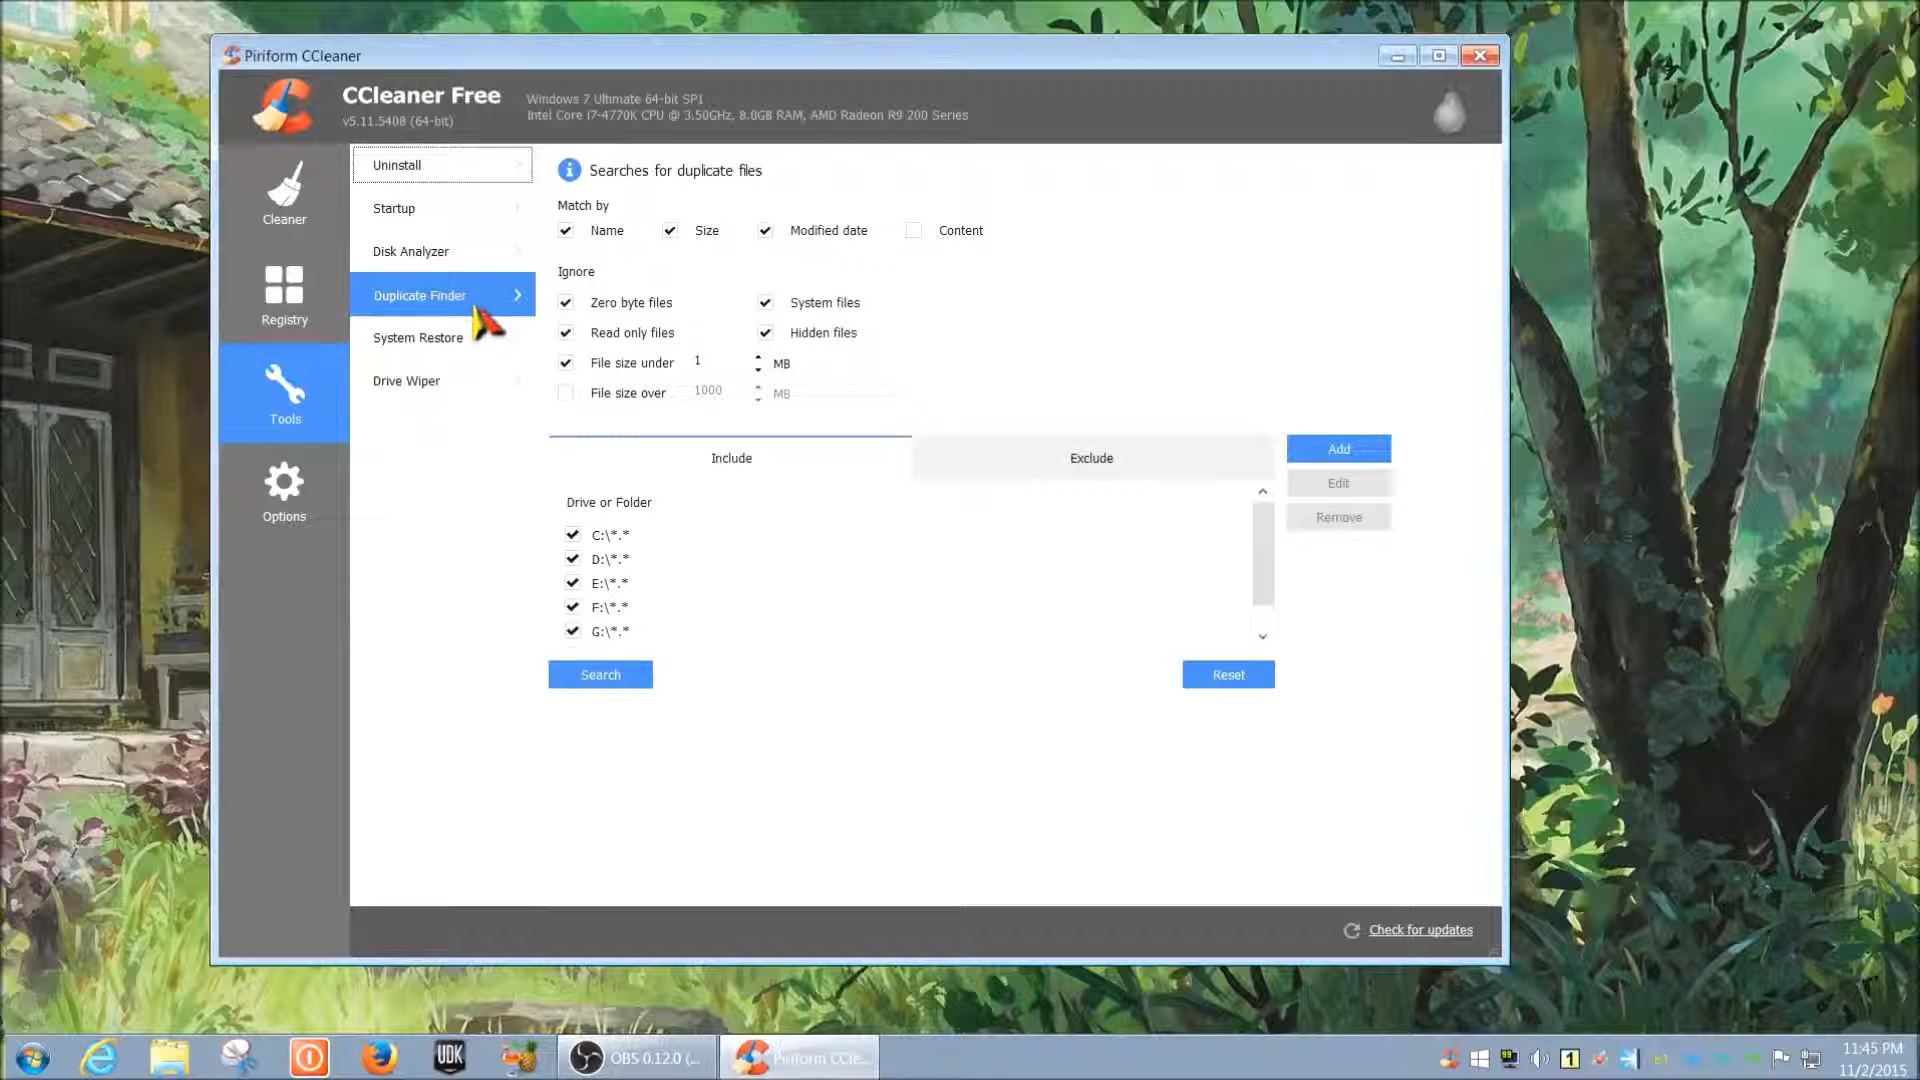 Piriform CCleaner
CCleaner Free
v5.11.5408 (64-bit)
Windows 7 Ultimate 64-bit SP1
Intel Core i7-4770K CPU @ 3.50GHz, 8.0GB RAM, AMD Radeon R9 200 Series
Cleaner
Registry
Tools
Options
Uninstall
Startup
Disk Analyzer
Duplicate Finder
System Restore
Drive Wiper
Searches for duplicate files
Match by
Name Size Modified date Content
Ignore
Zero byte files System files
Read only files Hidden files
File size under 1 MB
File size over 1000 MB
Include Exclude
Add
Edit
Remove
Drive or Folder
C:\*.*
D:\*.*
E:\*.*
F:\*.*
G:\*.*
Search Reset
Check for updates
UDK
OBS 0.12.0 (...
Piriform CCle...
1
11:45 PM
11/2/2015